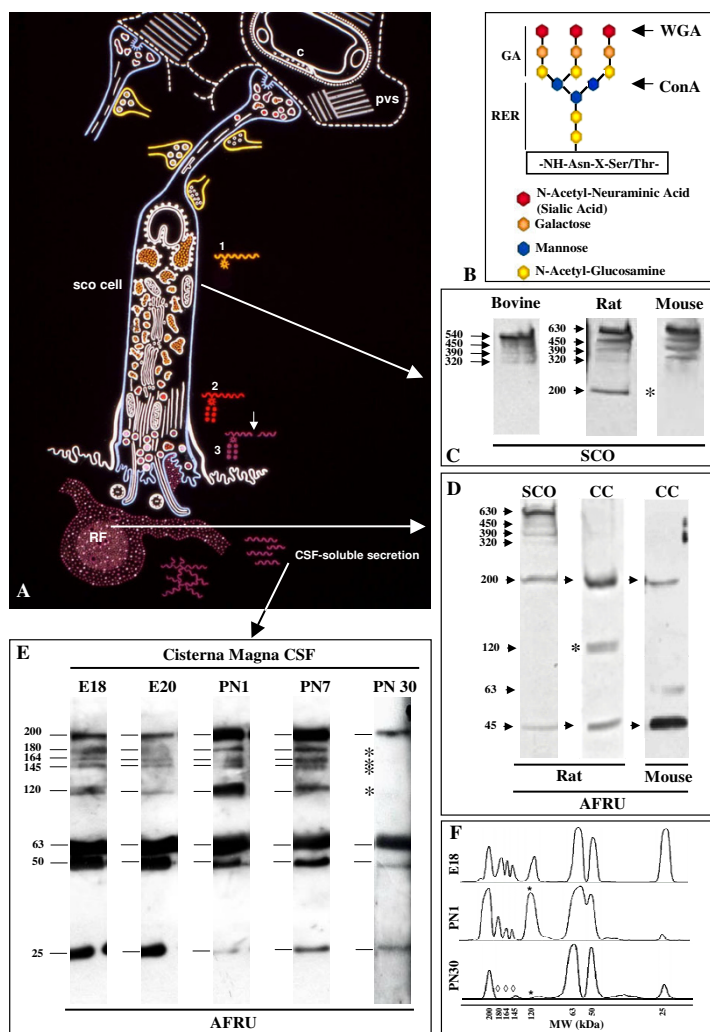 c
pvs
sco cell
1
2
3
RF
CSF-soluble secretion
A
GA
RER
WGA
ConA
-NH-Asn-X-Ser/Thr-
N-Acetyl-Neuraminic Acid
(Sialic Acid)
Galactose
Mannose
N-Acetyl-Glucosamine
B
Bovine Rat Mouse
540
450
390
320
630
450
390
320
200
*
SCO
C
D
SCO CC CC
630
450
390
320
200
120
*
63
45
Rat Mouse
AFRU
E
Cisterna Magna CSF
E18 E20 PN1 PN7 PN 30
200
180
164
145
120
63
50
25
*
*
*
*
*
AFRU
F
E18
PN1
PN30
200 180 164 145 120 63 50 25
MW (kDa)